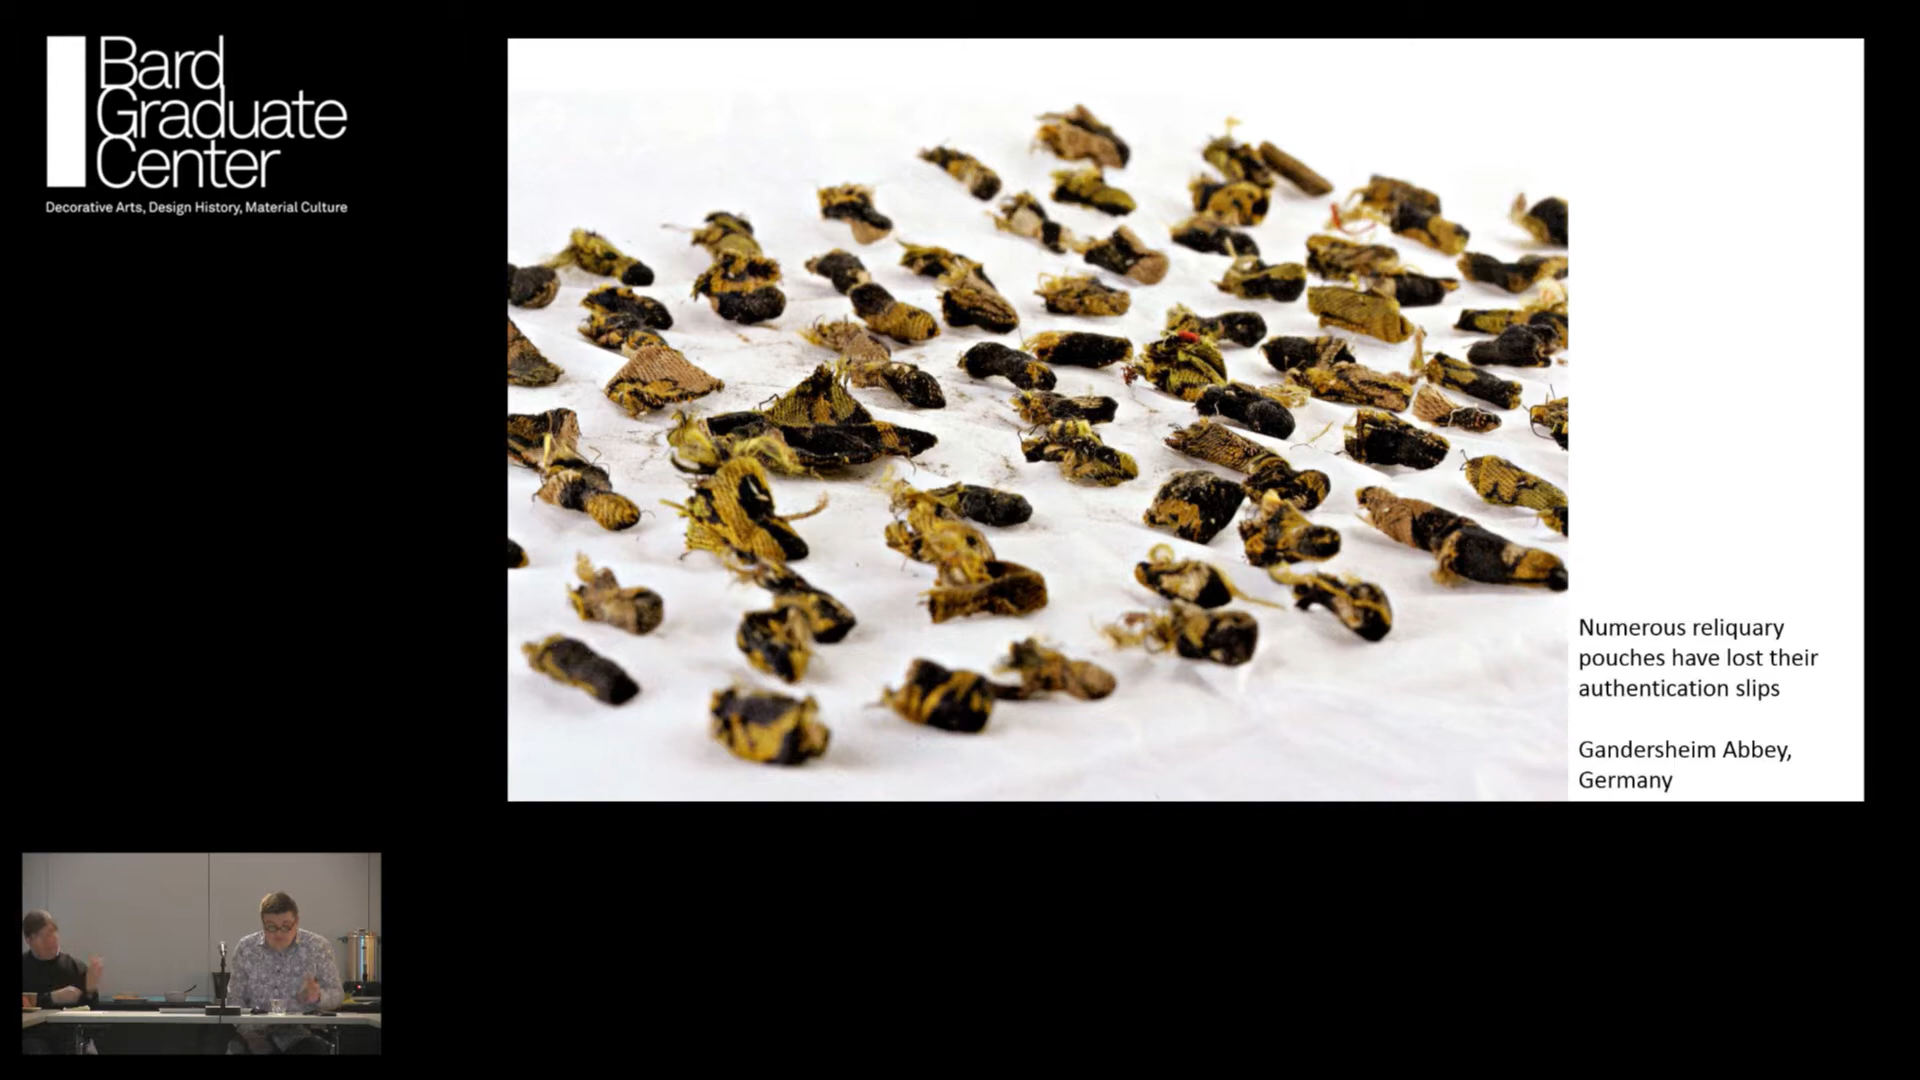 Bard
Graduate
Center
Decorative Arts, Design History, Material Culture
Numerous reliquary
pouches have lost their
authentication slips
Gandersheim Abbey,
Germany